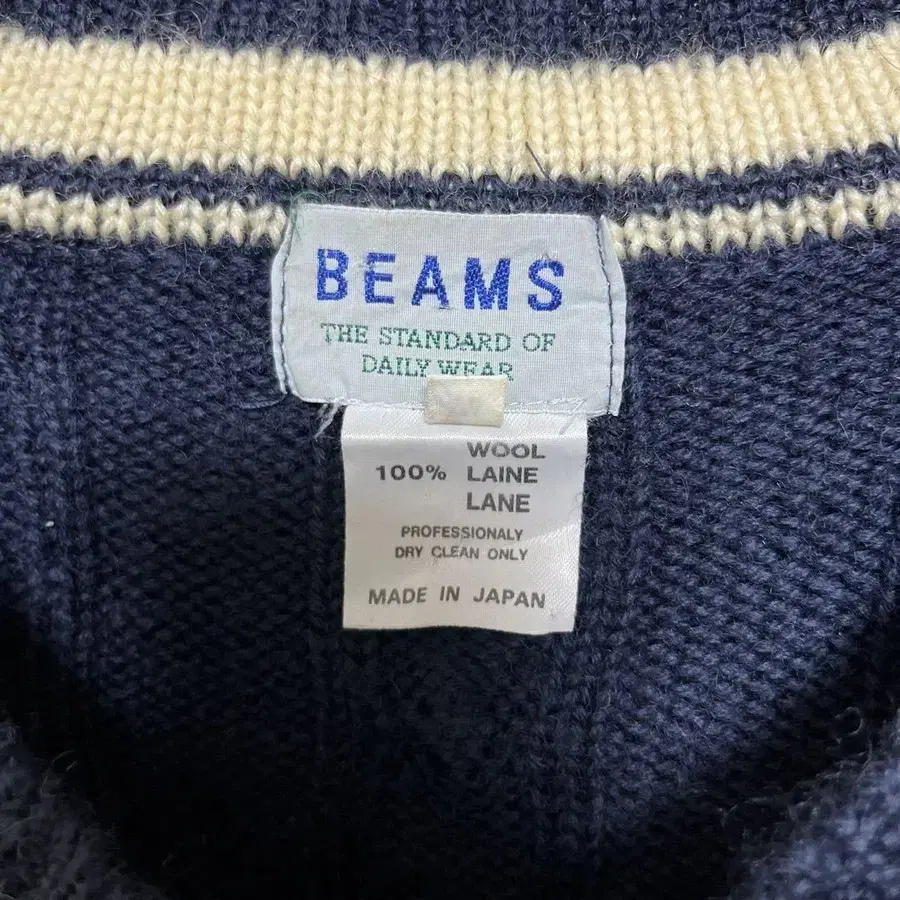 BEAMS
THE STANDARD OF
DAILY WEAR
WOOL
100% LAINE
LANE
PROFESSIONALY
DRY CLEAN ONLY
MADE IN JAPAN